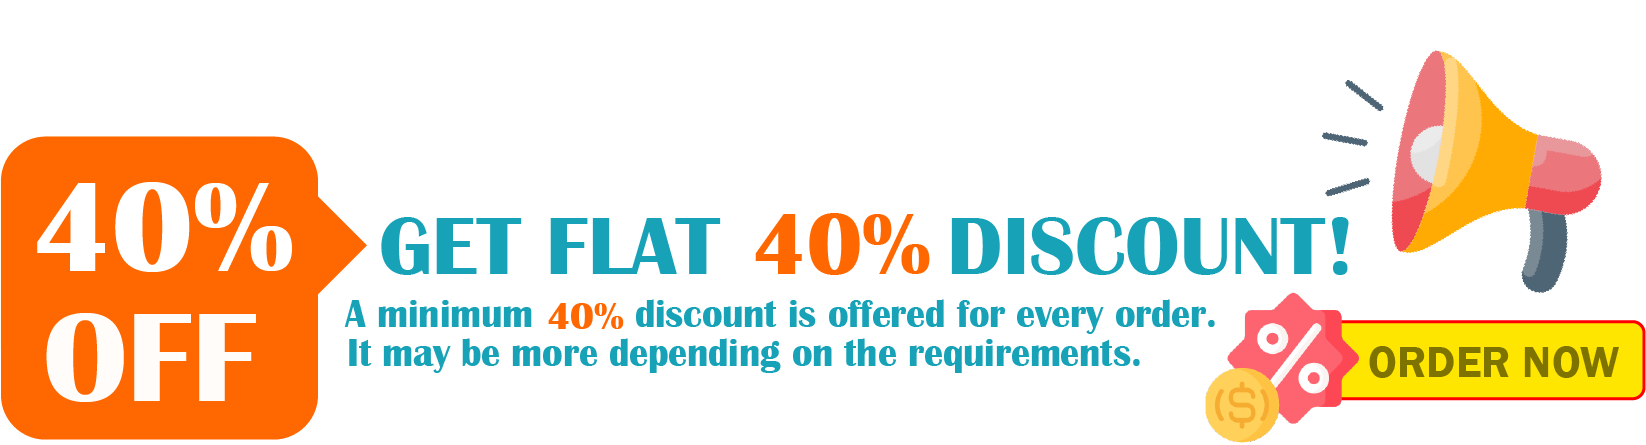 40%
OFF
GET FLAT 40% DISCOUNT!
A minimum 40% discount is offered for every order.
It may be more depending on the requirements.
%
($)
ORDER NOW